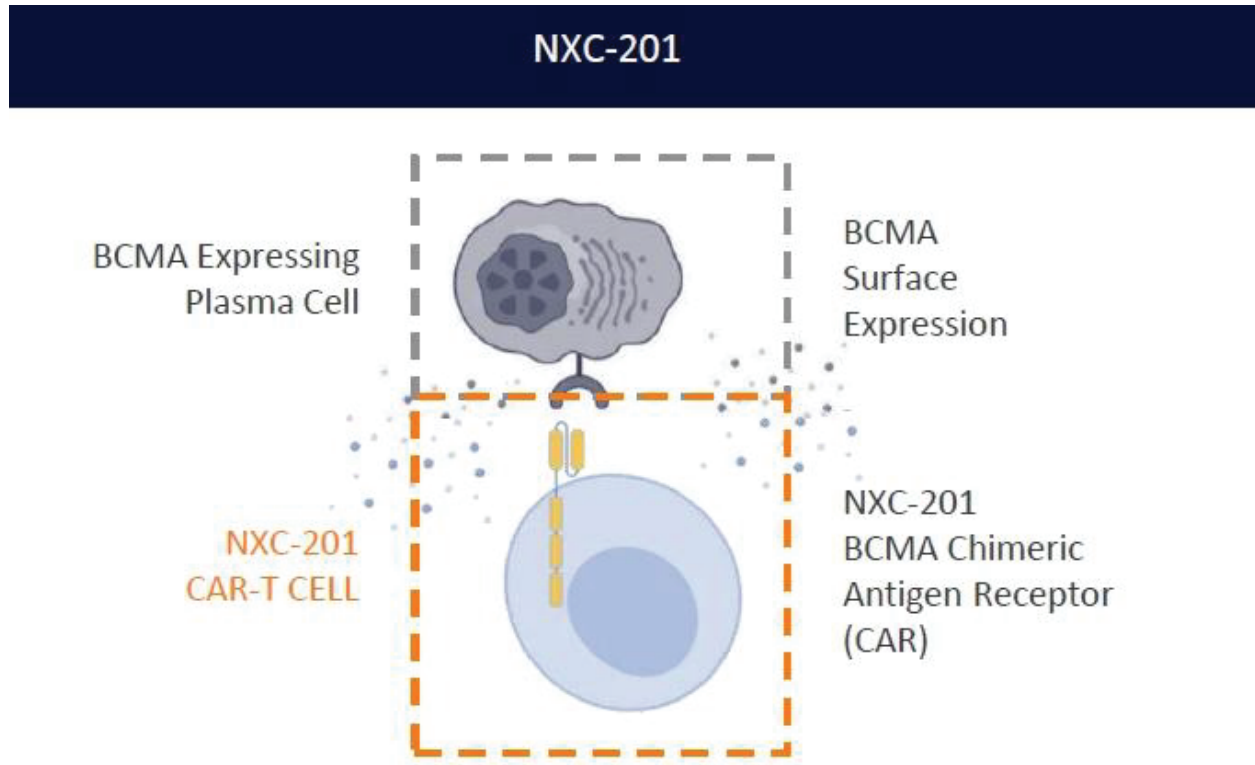 NXC-201
BCMA Expressing
Plasma Cell
BCMA
Surface
Expression
NXC-201
CAR-T CELL
NXC-201
BCMA Chimeric
Antigen Receptor
(CAR)